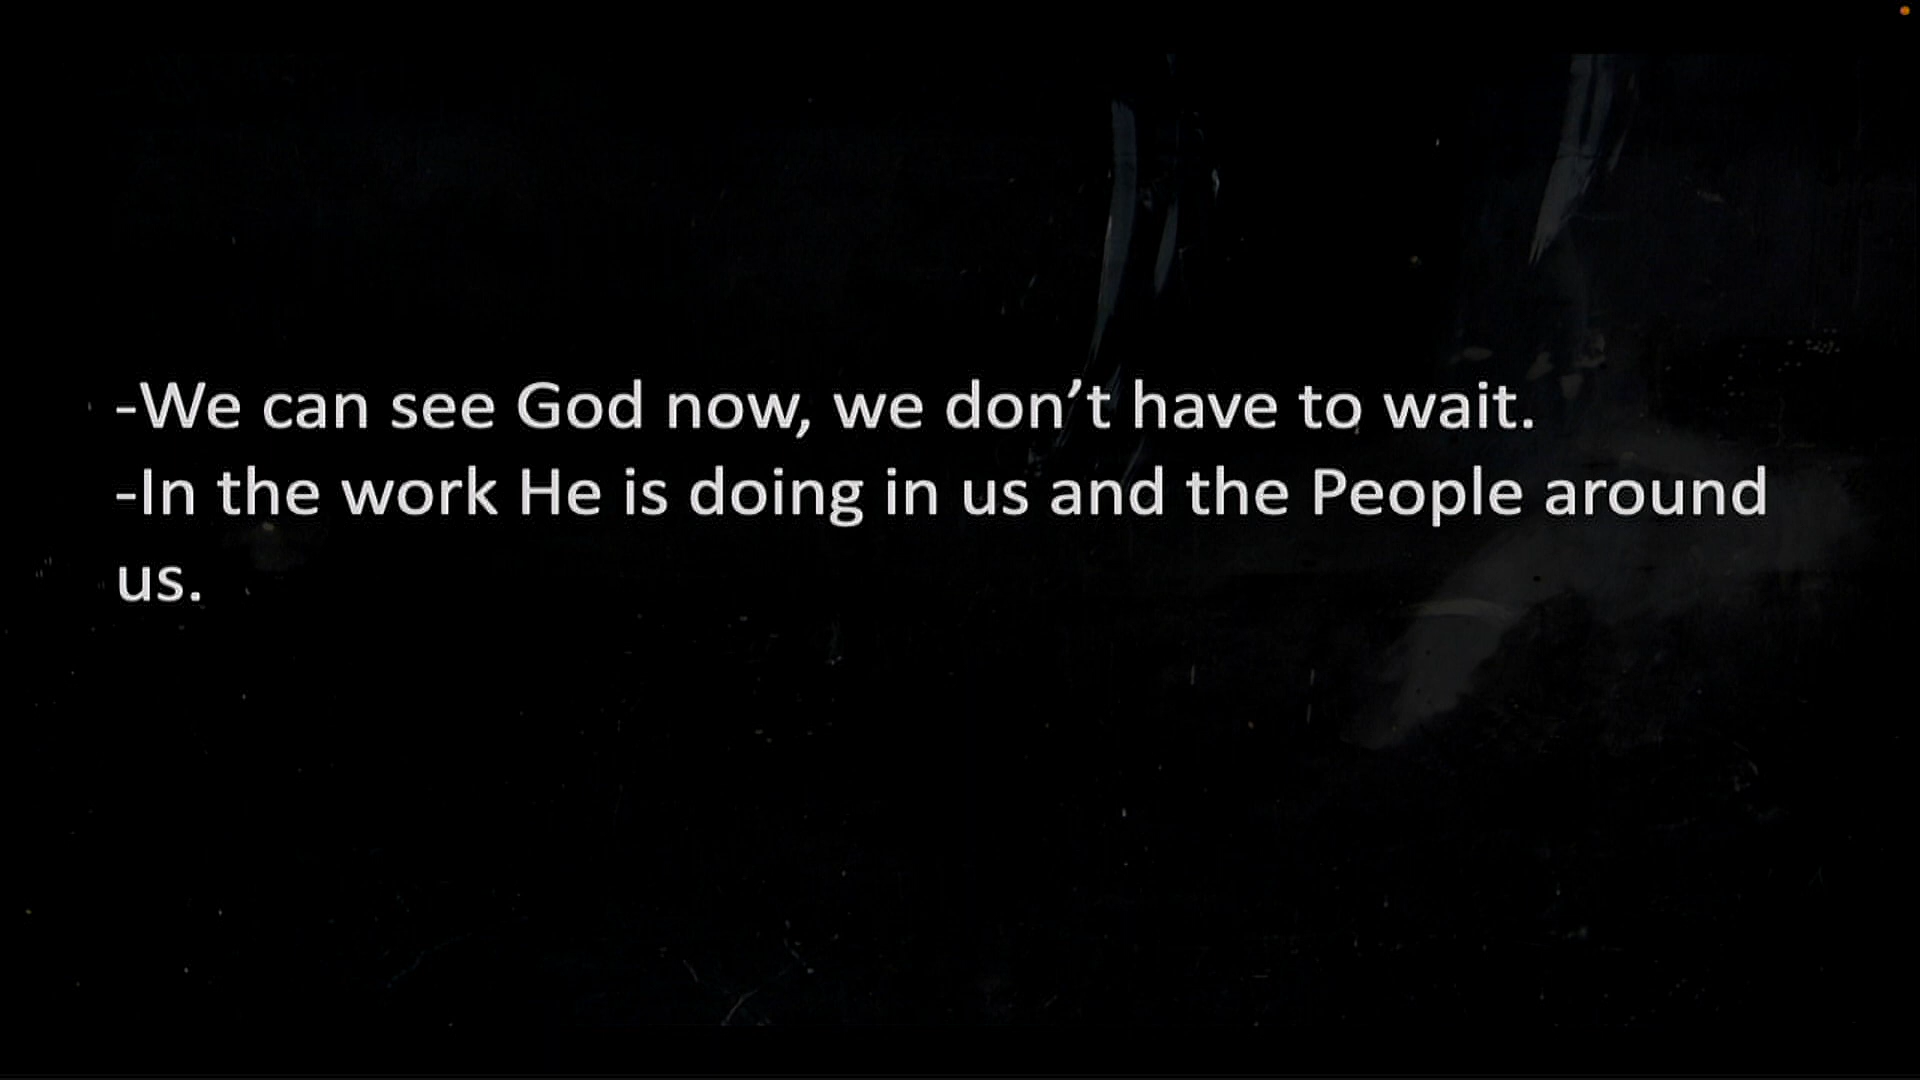 -We can see God now, we don’t have to wait.
-In the work He is doing in us and the People around
us.